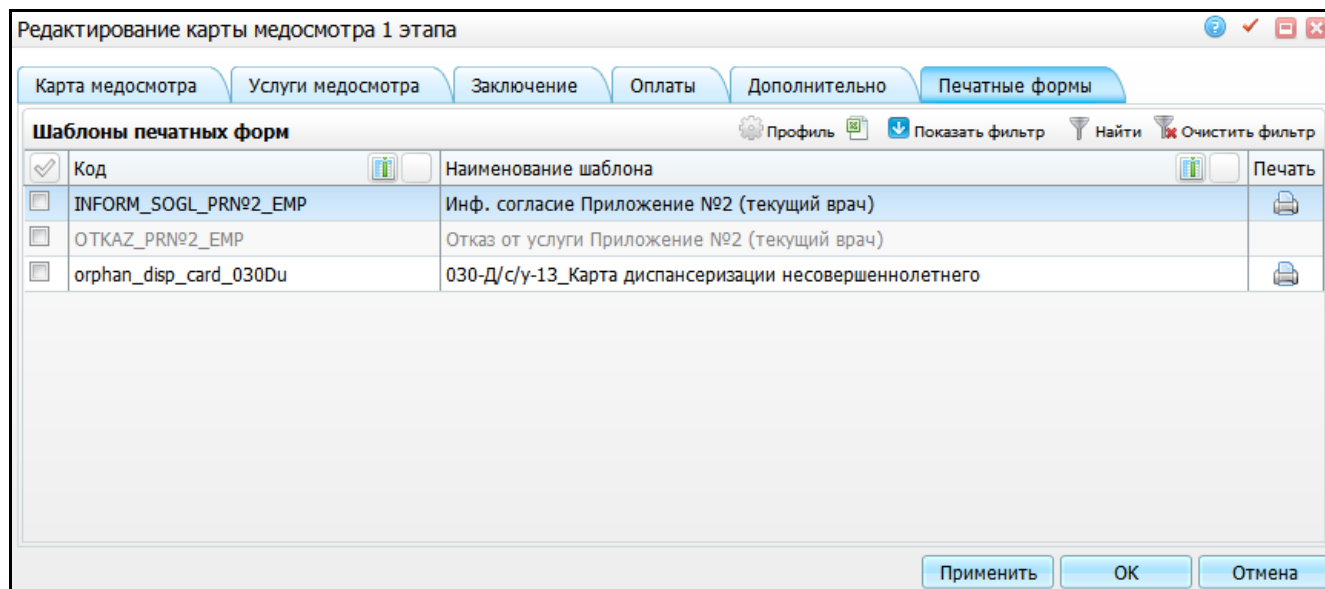 Редактирование карты медосмотра 1 этапа
Карта медосмотра Услуги медосмотра Заключение Оплаты Дополнительно Печатные формы
Шаблоны печатных форм Профиль Показать фильтр Найти Очистить фильтр
Код Наименование шаблона Печать
INFORM_SOGL_PR№2_EMP Инф. согласие Приложение №2 (текущий врач)
OTKAZ_PR№2_EMP Отказ от услуги Приложение №2 (текущий врач)
orphan_disp_card_030Du 030-Д/с/у-13_Карта диспансеризации несовершеннолетнего
Применить ОК Отмена